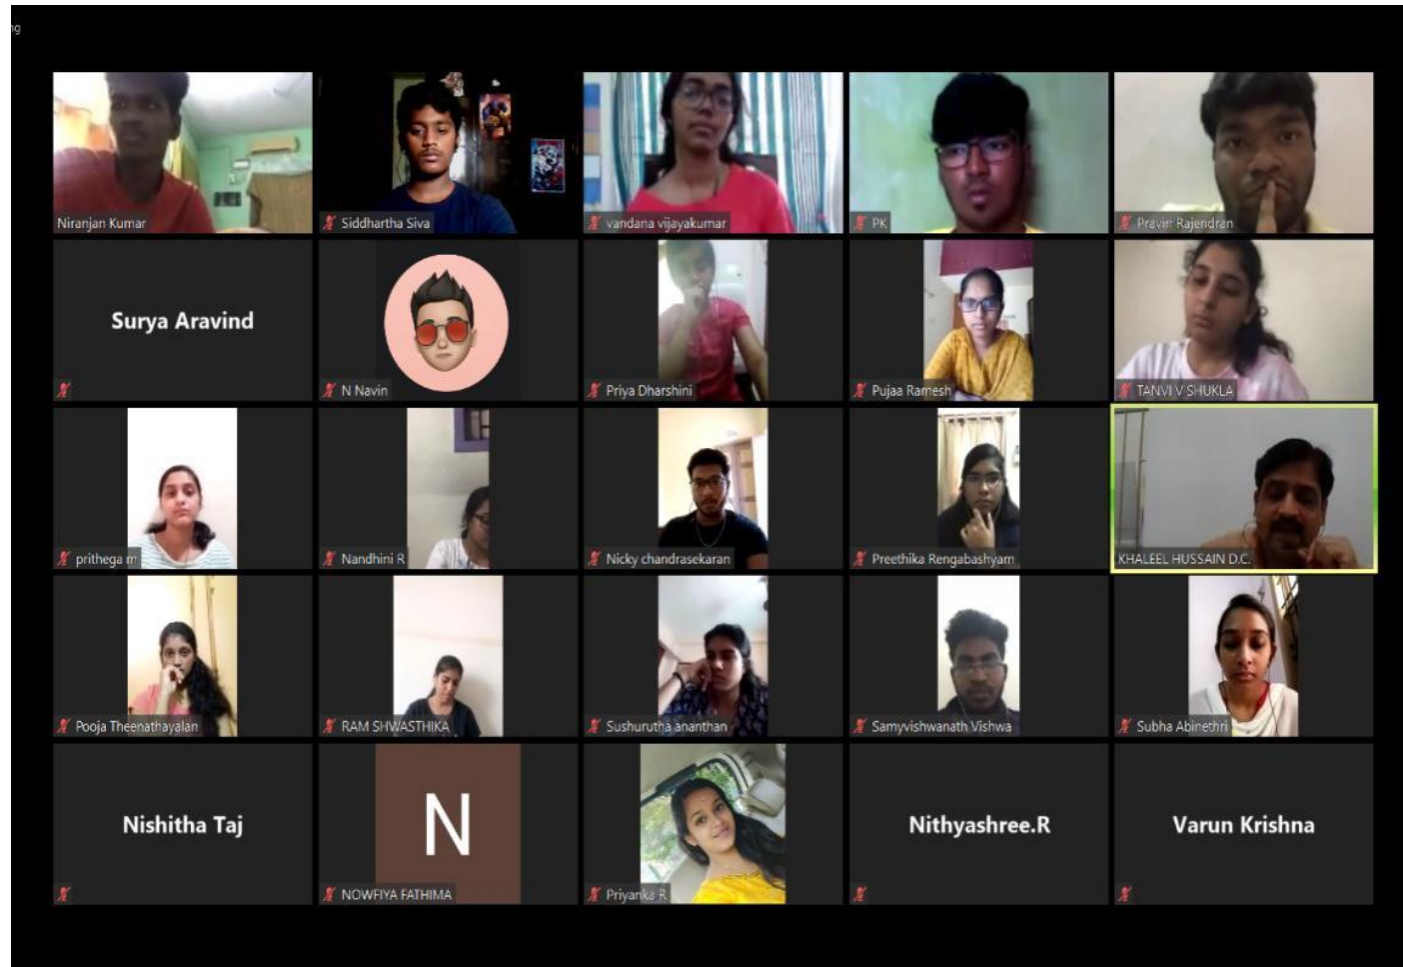 ng
Niranjan Kumar
Siddhartha Siva
vandana vijayakumar
PK
Pravin Rajendran
Surya Aravind
N Navin
Priya Dharshini
Pujaa Ramesh
TANVI V SHUKLA
prithega m
Nandhini R
Nicky chandrasekaran
Preethika Rengabashyam
KHALEEL HUSSAIN D.C.
Pooja Theenathayalan
RAM SHWASTHIKA
Sushurutha ananthan
Samyvishwanath Vishwa
Subha Abinethri
Nishitha Taj
N
NOWFIYA FATHIMA
Priyanka R
Nithyashree.R
Varun Krishna